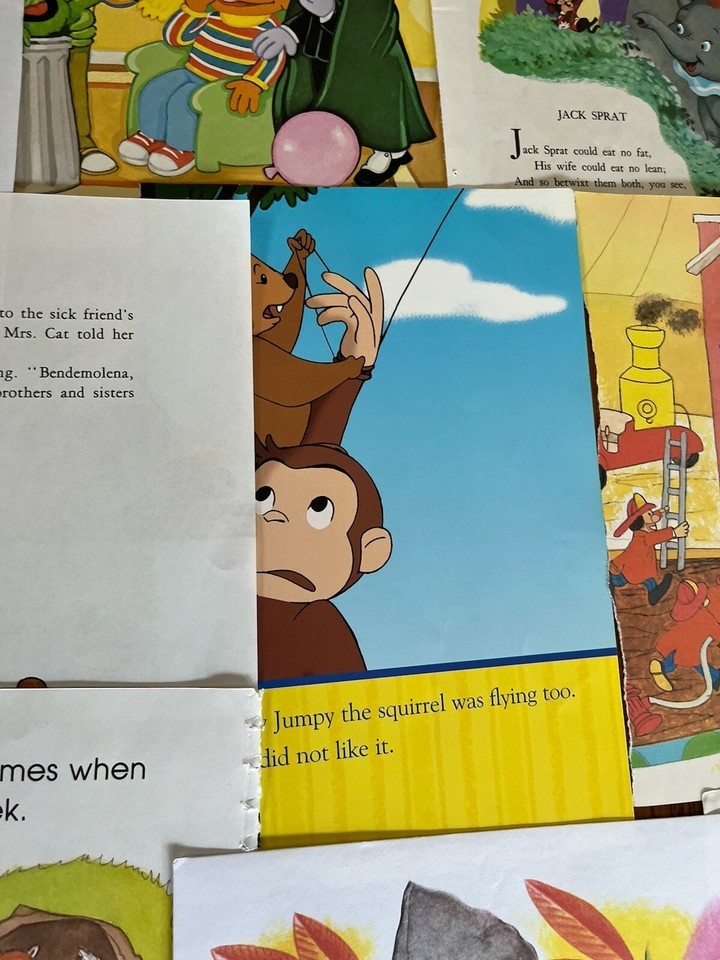 JACK SPRAT
Jack Sprat could eat no fat,
His wife could eat no lean;
And so betwixt them both, you see,
to the sick friend's
Mrs. Cat told her
ng. "Bendemolena,
brothers and sisters
Jumpy the squirrel was flying too.
did not like it.
mes when
ek.